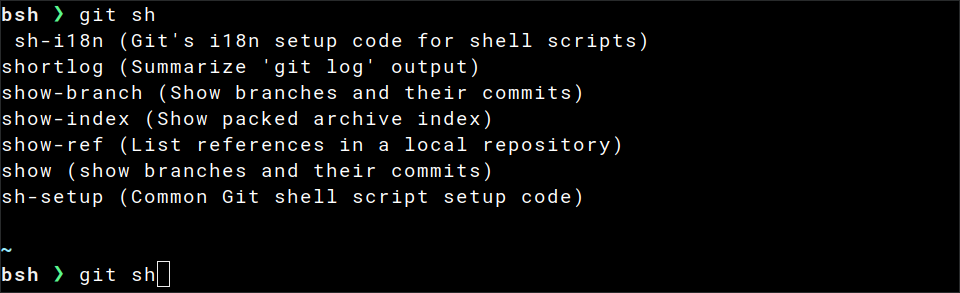 bsh ❯ git sh
 sh-i18n (Git's i18n setup code for shell scripts)
shortlog (Summarize 'git log' output)
show-branch (Show branches and their commits)
show-index (Show packed archive index)
show-ref (List references in a local repository)
show (show branches and their commits)
sh-setup (Common Git shell script setup code)
~
bsh ❯ git sh